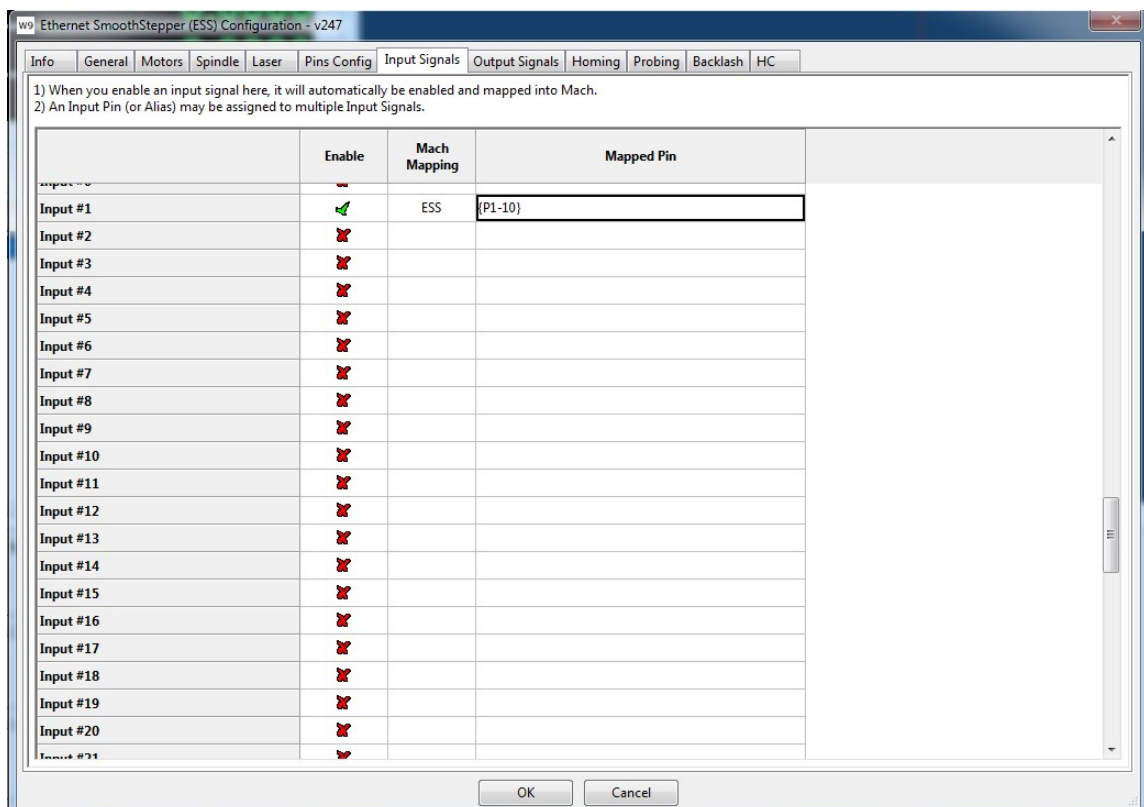 W9 Ethernet SmoothStepper (ESS) Configuration - v247
Info General Motors Spindle Laser Pins Config Input Signals Output Signals Homing Probing Backlash HC
1) When you enable an input signal here, it will automatically be enabled and mapped into Mach.
2) An Input Pin (or Alias) may be assigned to multiple Input Signals.
Enable Mach Mapping Mapped Pin
Input #1 ESS {P1-10}
Input #2
Input #3
Input #4
Input #5
Input #6
Input #7
Input #8
Input #9
Input #10
Input #11
Input #12
Input #13
Input #14
Input #15
Input #16
Input #17
Input #18
Input #19
Input #20
Input #21
OK Cancel